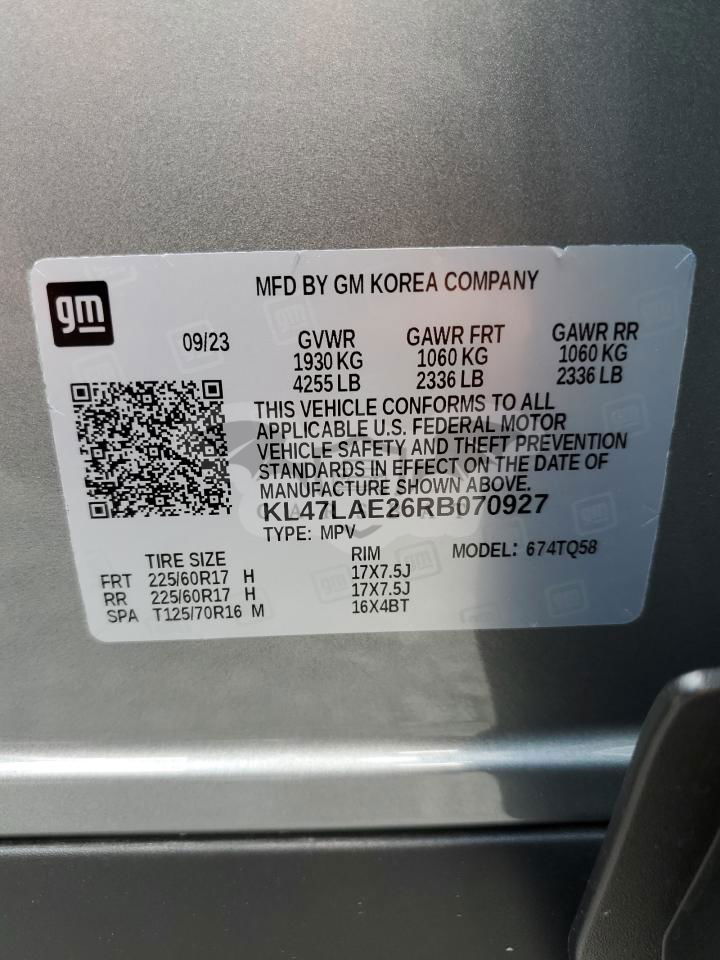 gm
MFD BY GM KOREA COMPANY
09/23 GVWR GAWR FRT GAWR RR
1930 KG 1060 KG 1060 KG
4255 LB 2336 LB 2336 LB
THIS VEHICLE CONFORMS TO ALL
APPLICABLE U.S. FEDERAL MOTOR
VEHICLE SAFETY AND THEFT PREVENTION
STANDARDS IN EFFECT ON THE DATE OF
MANUFACTURE SHOWN ABOVE.
KL47LAE26RB070927
TYPE: MPV
TIRE SIZE RIM MODEL: 674TQ58
FRT 225/60R17 H 17X7.5J
RR 225/60R17 H 17X7.5J
SPA T125/70R16 M 16X4BT